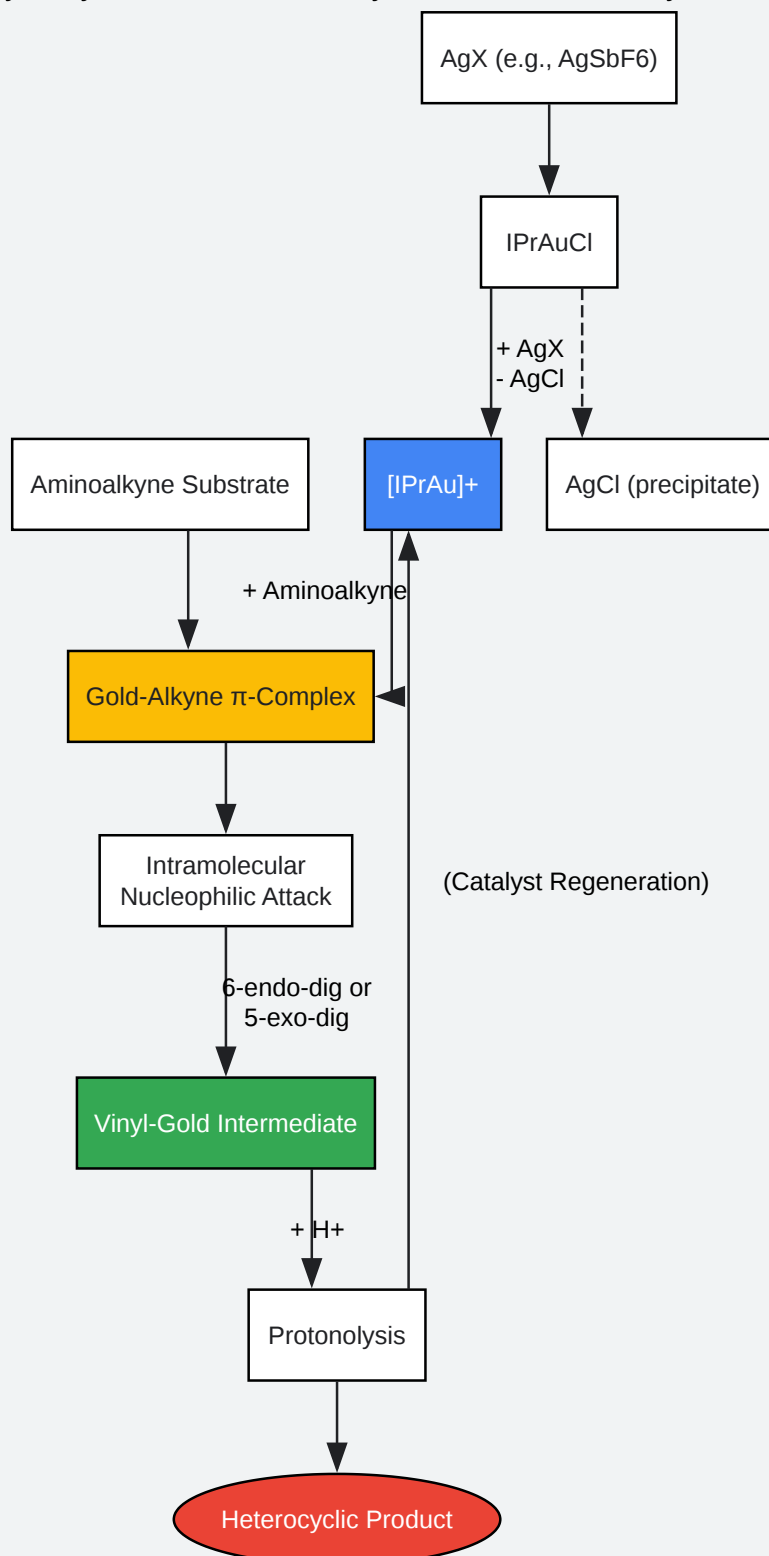 AgX (e.g., AgSbF6)
IPrAuCl
+ AgX
- AgCl
Aminoalkyne Substrate
[IPrAu]+
AgCl (precipitate)
+ Aminoalkyne
Gold-Alkyne π-Complex
Intramolecular
Nucleophilic Attack
(Catalyst Regeneration)
6-endo-dig or
5-exo-dig
Vinyl-Gold Intermediate
+ H+
Protonolysis
Heterocyclic Product